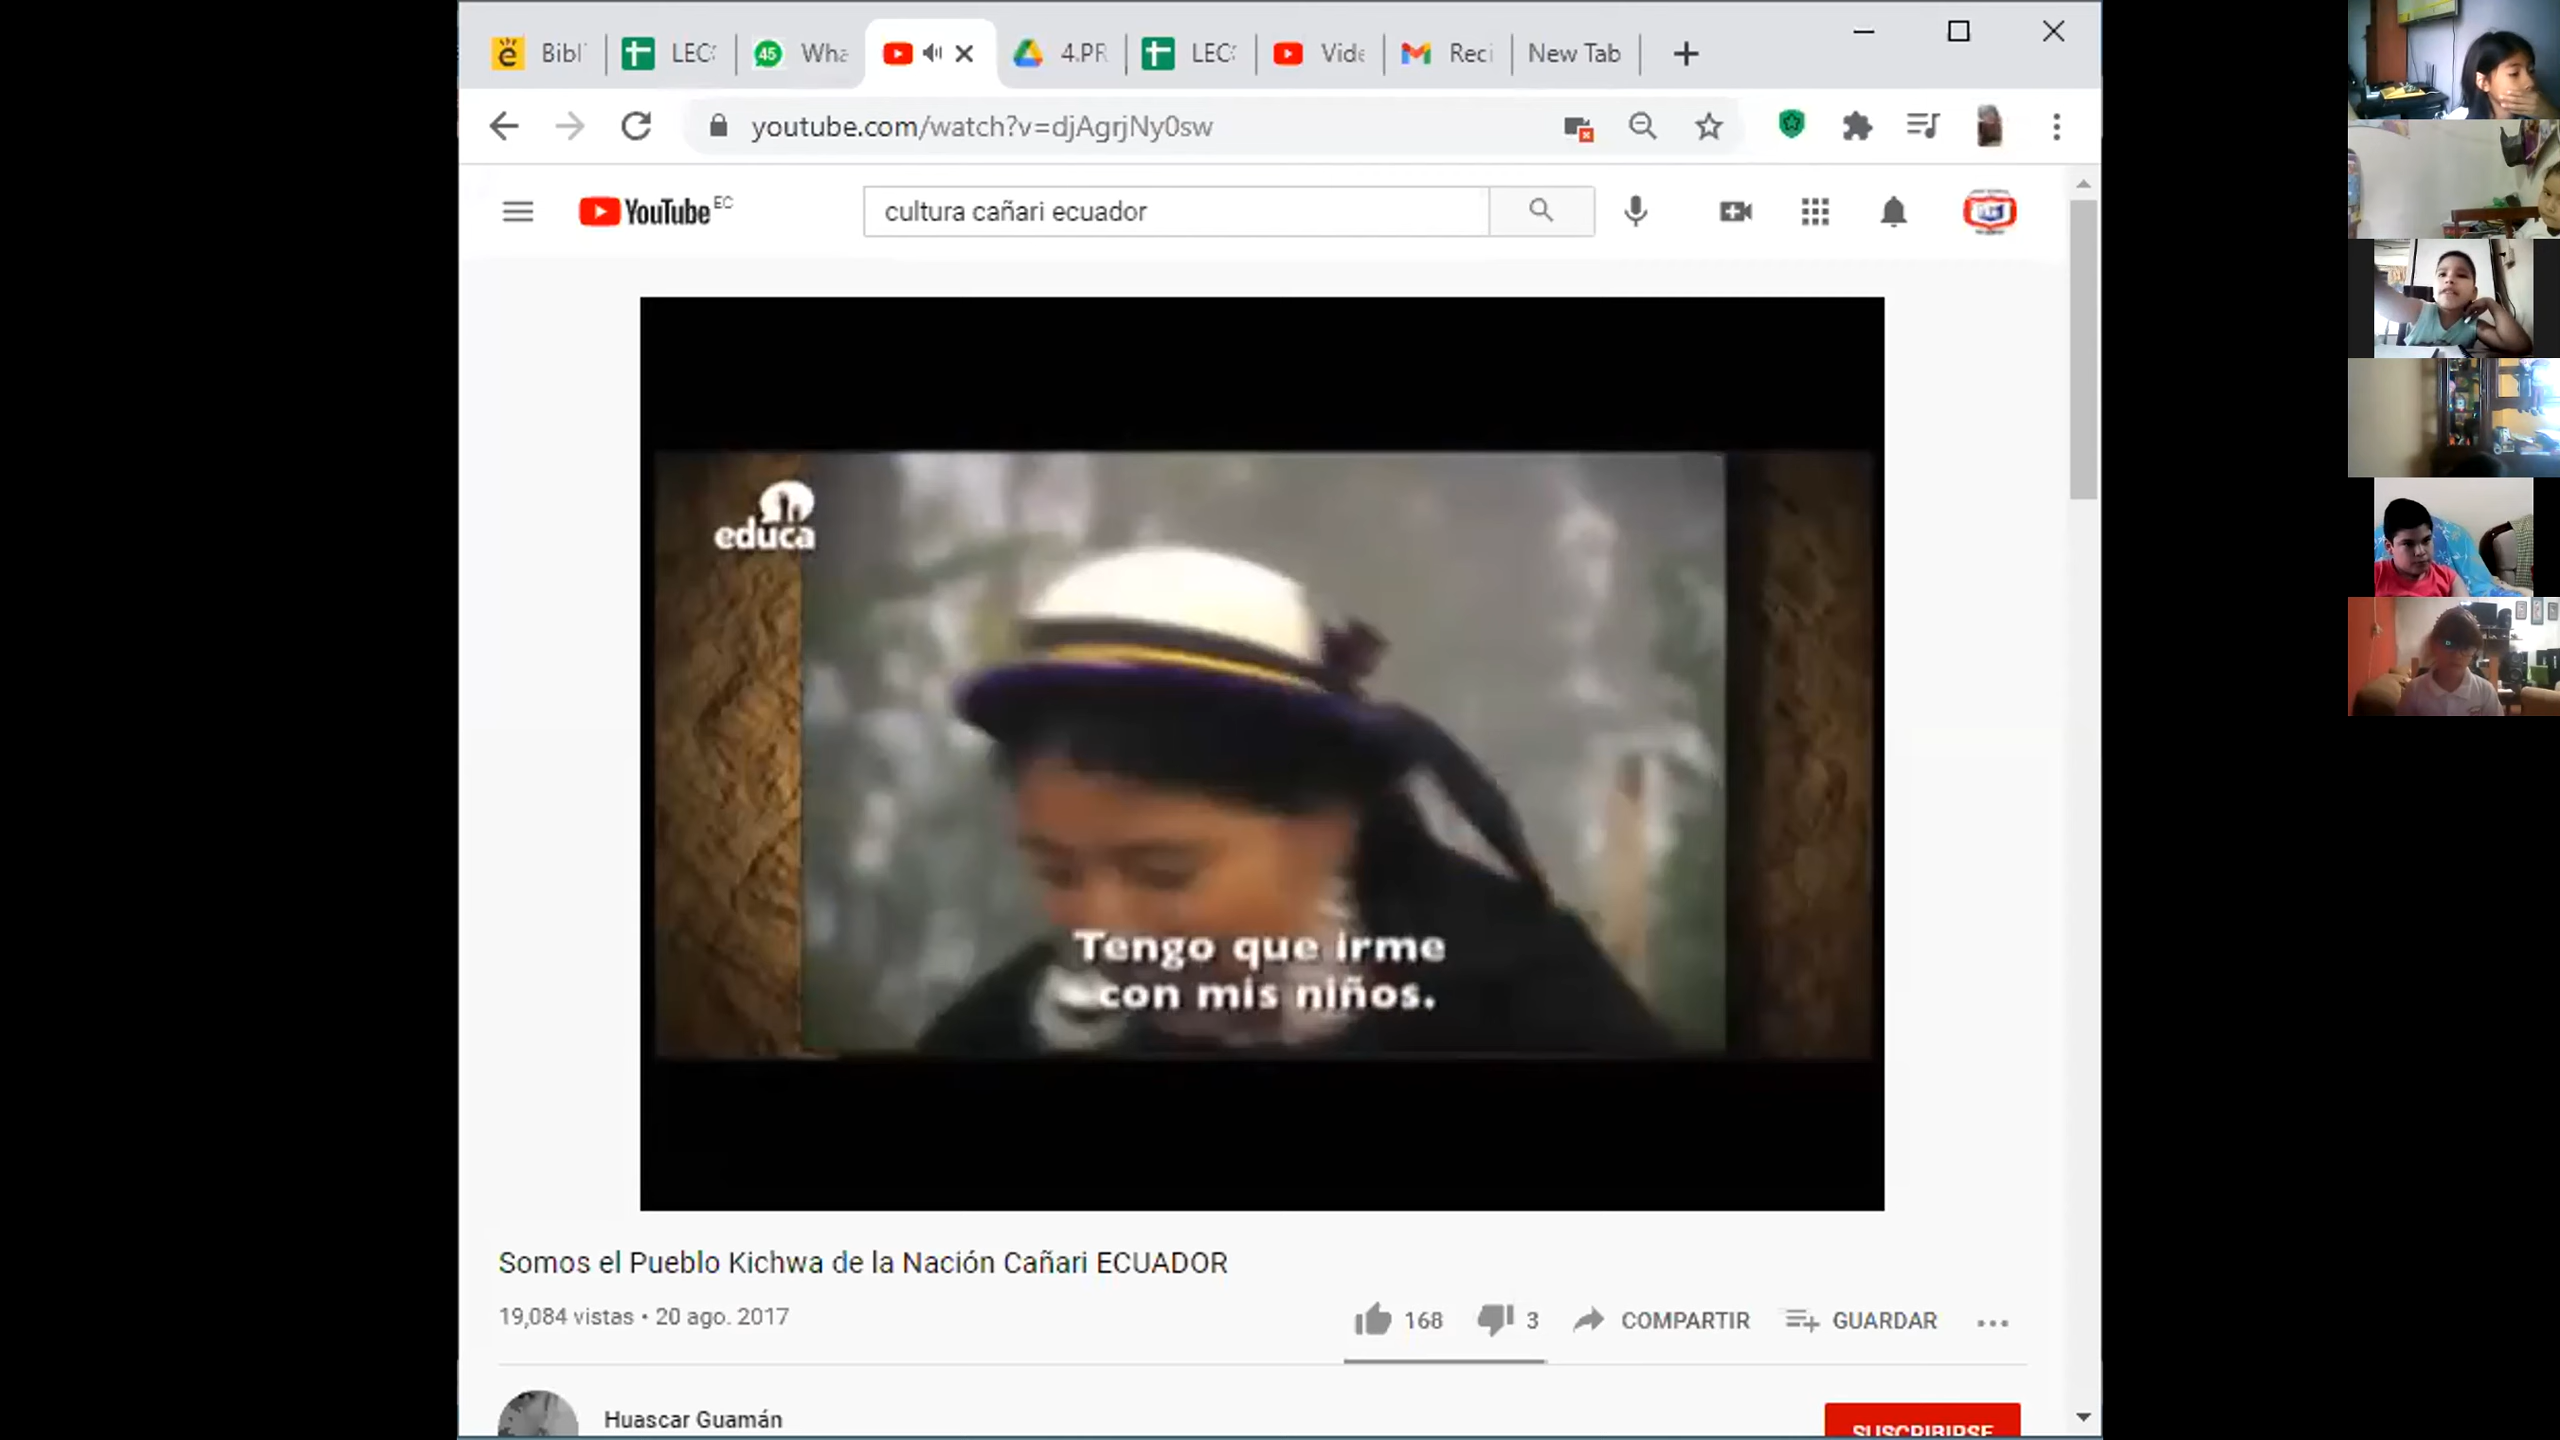 Bibl
LEC
45
Wha
4.PR
LEC
Vide
Reci
New Tab
youtube.com/watch?v=djAgrjNy0sw
YouTube EC
cultura cañari ecuador
educa
Tengo que irme
con mis niños.
Somos el Pueblo Kichwa de la Nación Cañari ECUADOR
19,084 vistas • 20 ago. 2017
168
3
COMPARTIR
GUARDAR
Huascar Guamán
SUSCRIBIRSE